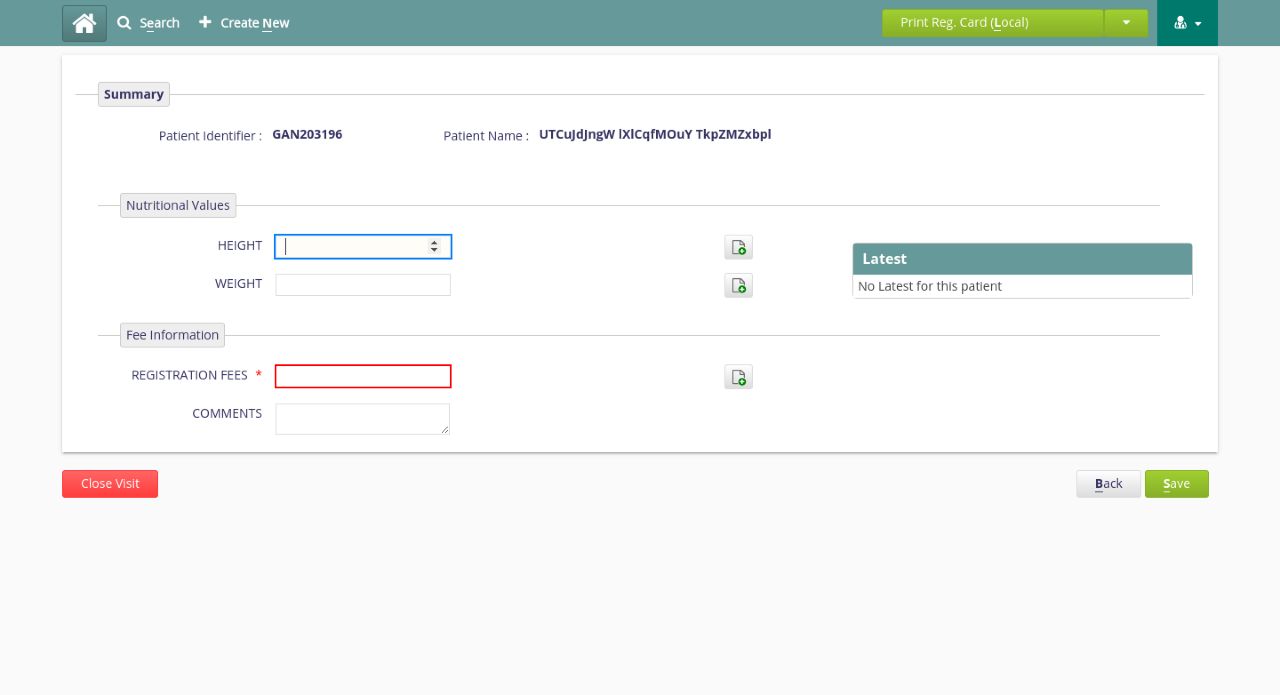 Search Create New Print Reg. Card (Local)
Summary
Patient Identifier : GAN203196 Patient Name : UTCuJdJngW lXlCqfMOuY TkpZMZxbpl
Nutritional Values
HEIGHT
Latest
WEIGHT
No Latest for this patient
Fee Information
REGISTRATION FEES *
COMMENTS
Close Visit Back Save